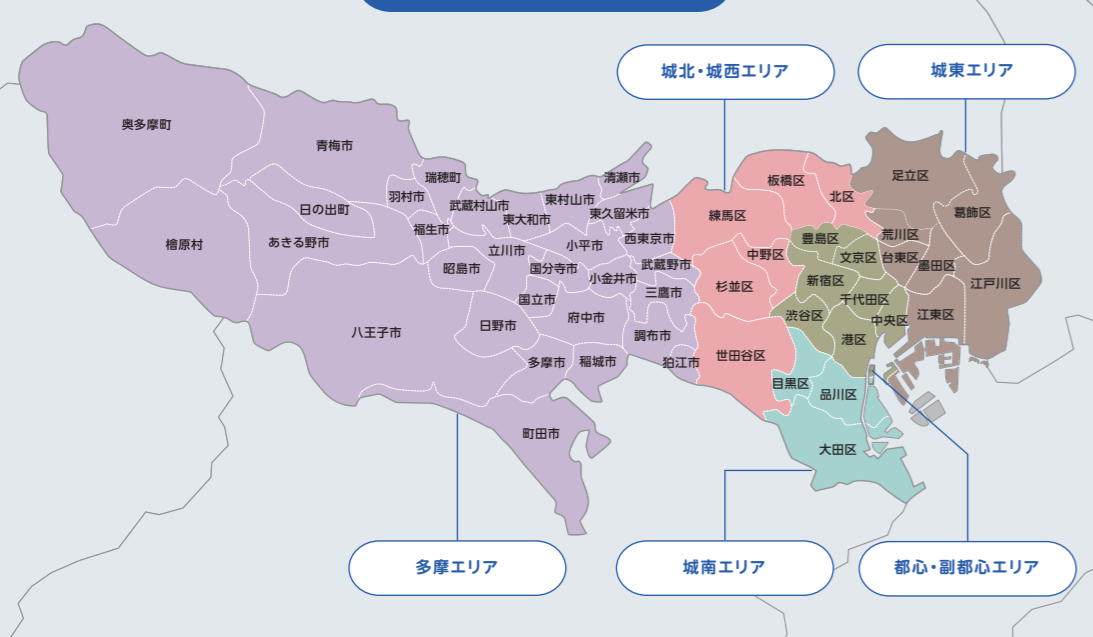 城北・城西エリア
城東エリア
奥多摩町
青梅市
瑞穂町
清瀬市
板橋区
足立区
羽村市
武蔵村山市
東村山市
北区
日の出町
東大和市
東久留米市
練馬区
葛飾区
福生市
檜原村
あきる野市
立川市
小平市
西東京市
豊島区
荒川区
中野区
文京区
台東区
墨田区
昭島市
国分寺市
武蔵野市
小金井市
新宿区
江戸川区
杉並区
三鷹市
国立市
千代田区
八王子市
日野市
府中市
渋谷区
中央区
江東区
調布市
港区
世田谷区
多摩市
稲城市
狛江市
目黒区
品川区
町田市
大田区
多摩エリア
城南エリア
都心・副都心エリア